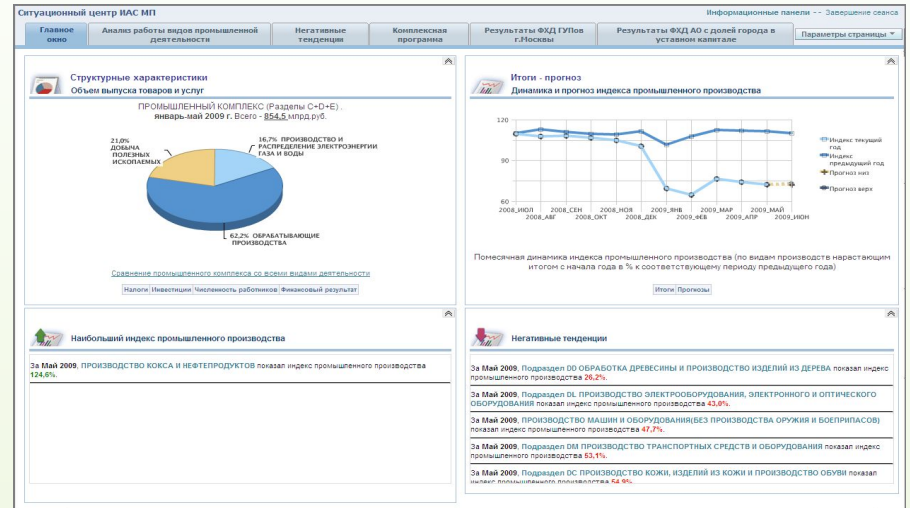 Ситуационный центр ИАС МП
Информационные панели -- Завершение сеанса
Главное окно
Анализ работы видов промышленной деятельности
Негативные тенденции
Комплексная программа
Результаты ФХД ГУПов г.Москвы
Результаты ФХД АО с долей города в уставном капитале
Параметры страницы
Структурные характеристики
Объем выпуска товаров и услуг
ПРОМЫШЛЕННЫЙ КОМПЛЕКС (Разделы C+D+E) .
январь-май 2009 г. Всего - 854,5 млрд.руб.
21,0%
ДОБЫЧА
ПОЛЕЗНЫХ
ИСКОПАЕМЫХ
16,7% ПРОИЗВОДСТВО И
РАСПРЕДЕЛЕНИЕ ЭЛЕКТРОЭНЕРГИИ
ГАЗА И ВОДЫ
62,2% ОБРАБАТЫВАЮЩИЕ
ПРОИЗВОДСТВА
Сравнение промышленного комплекса со всеми видами деятельности
Налоги Инвестиции Численность работников Финансовый результат
Итоги - прогноз
Динамика и прогноз индекса промышленного производства
120
90
60
2008_ИЮЛ
2008_АВГ
2008_СЕН
2008_ОКТ
2008_НОЯ
2008_ДЕК
2009_ЯНВ
2009_ФЕВ
2009_МАР
2009_АПР
2009_МАЙ
2009_ИЮН
Индекс текущий
год
Индекс
предыдущий год
Прогноз низ
Прогноз верх
Помесячная динамика индекса промышленного производства (по видам производств нарастающим
итогом с начала года в % к соответствующему периоду предыдущего года)
Итоги Прогнозы
Наибольший индекс промышленного производства
За Май 2009, ПРОИЗВОДСТВО КОКСА И НЕФТЕПРОДУКТОВ показал индекс промышленного производства
124,6%.
Негативные тенденции
За Май 2009, Подраздел DD ОБРАБОТКА ДРЕВЕСИНЫ И ПРОИЗВОДСТВО ИЗДЕЛИЙ ИЗ ДЕРЕВА показал индекс
промышленного производства 26,2%.
За Май 2009, Подраздел DL ПРОИЗВОДСТВО ЭЛЕКТРООБОРУДОВАНИЯ, ЭЛЕКТРОННОГО И ОПТИЧЕСКОГО
ОБОРУДОВАНИЯ показал индекс промышленного производства 43,0%.
За Май 2009, ПРОИЗВОДСТВО МАШИН И ОБОРУДОВАНИЯ(БЕЗ ПРОИЗВОДСТВА ОРУЖИЯ И БОЕПРИПАСОВ)
показал индекс промышленного производства 47,7%.
За Май 2009, Подраздел DM ПРОИЗВОДСТВО ТРАНСПОРТНЫХ СРЕДСТВ И ОБОРУДОВАНИЯ показал индекс
промышленного производства 53,1%.
За Май 2009, Подраздел DC ПРОИЗВОДСТВО КОЖИ, ИЗДЕЛИЙ ИЗ КОЖИ И ПРОИЗВОДСТВО ОБУВИ показал
индекс промышленного производства 54,9%.